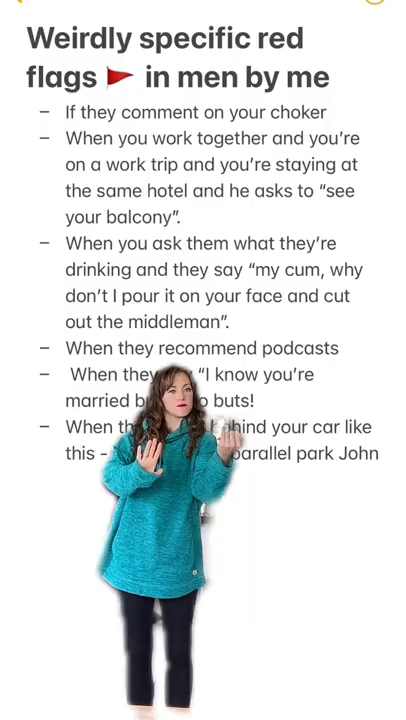 Weirdly specific red
flags 🚩 in men by me
– If they comment on your choker
– When you work together and you're
on a work trip and you're staying at
the same hotel and he asks to "see
your balcony".
– When you ask them what they're
drinking and they say "my cum, why
don't I pour it on your face and cut
out the middleman".
– When they recommend podcasts
– When they "I know you're
married buts!
– When your car like
this - parallel park John